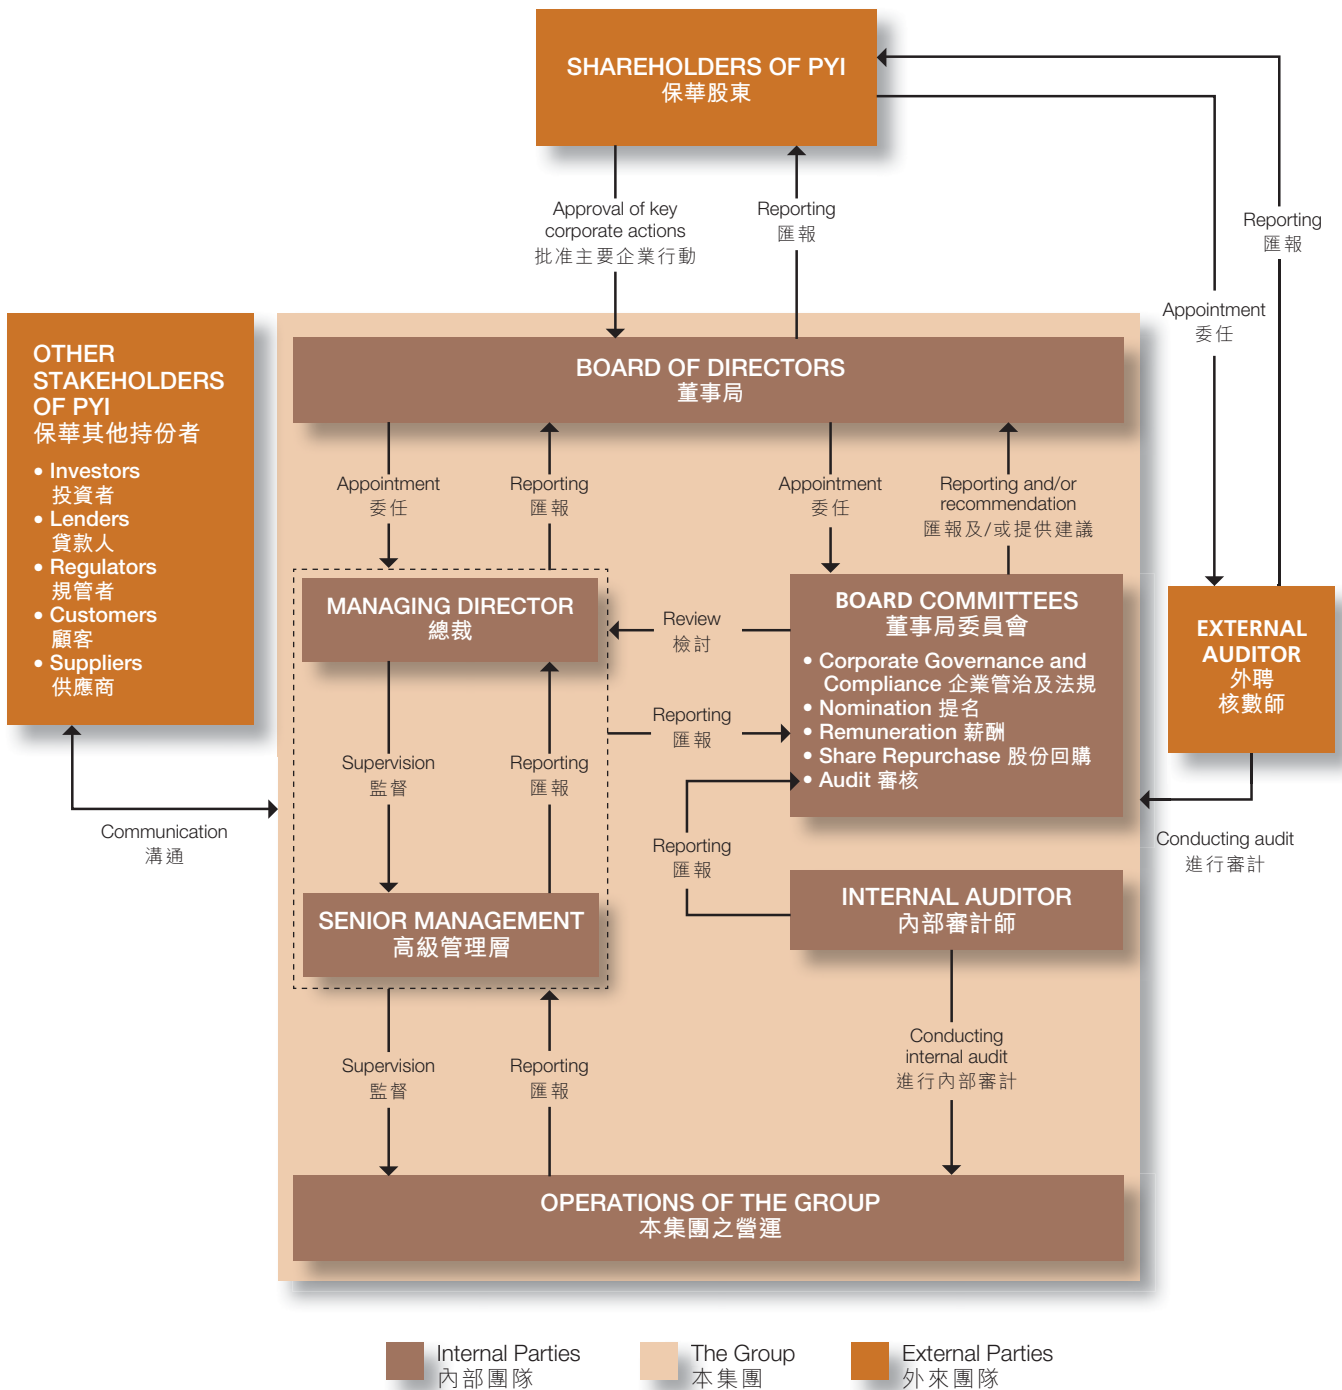 SHAREHOLDERS OF PYI
保華股東
Approval of key
corporate actions
批准主要企業行動
Reporting
匯報
Reporting
匯報
Appointment
委任
OTHER
STAKEHOLDERS
OF PYI
保華其他持份者
• Investors
投資者
• Lenders
貸款人
• Regulators
規管者
• Customers
顧客
• Suppliers
供應商
BOARD OF DIRECTORS
董事局
Appointment
委任
Reporting
匯報
Appointment
委任
Reporting and/or
recommendation
匯報及/或提供建議
MANAGING DIRECTOR
總裁
Review
檢討
BOARD COMMITTEES
董事局委員會
• Corporate Governance and
Compliance 企業管治及法規
• Nomination 提名
• Remuneration 薪酬
• Share Repurchase 股份回購
• Audit 審核
EXTERNAL
AUDITOR
外聘
核數師
Reporting
匯報
Supervision
監督
Reporting
匯報
Communication
溝通
Reporting
匯報
Conducting audit
進行審計
SENIOR MANAGEMENT
高級管理層
INTERNAL AUDITOR
內部審計師
Supervision
監督
Reporting
匯報
Conducting
internal audit
進行內部審計
OPERATIONS OF THE GROUP
本集團之營運
Internal Parties
內部團隊
The Group
本集團
External Parties
外來團隊